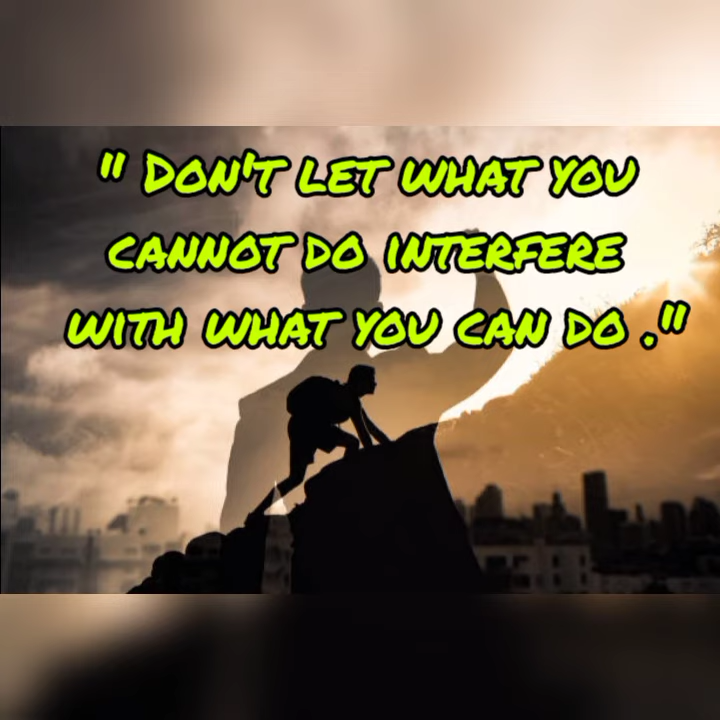 " Don't let what you
cannot do interfere
with what you can do ."